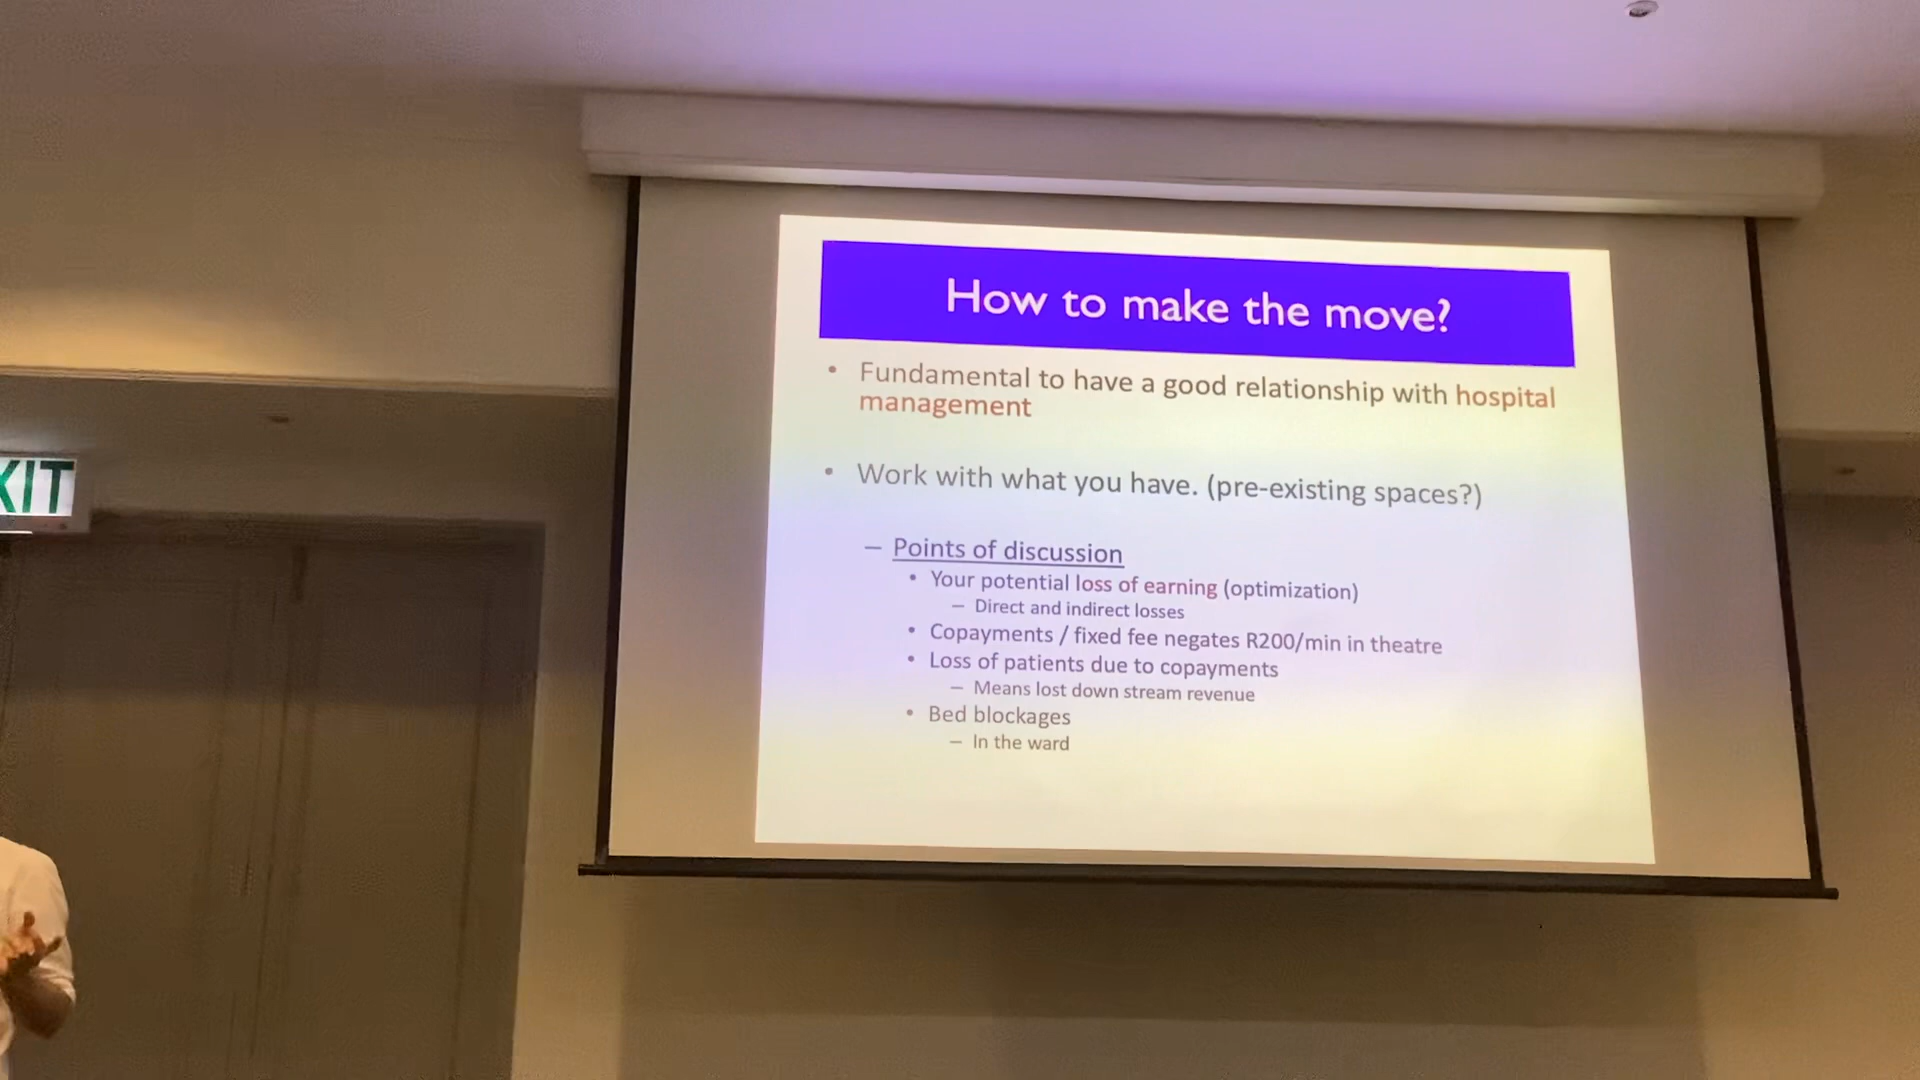 How to make the move?
• Fundamental to have a good relationship with hospital
management
• Work with what you have. (pre-existing spaces?)
– Points of discussion
• Your potential loss of earning (optimization)
– Direct and indirect losses
• Copayments / fixed fee negates R200/min in theatre
• Loss of patients due to copayments
– Means lost down stream revenue
• Bed blockages
– In the ward
XIT